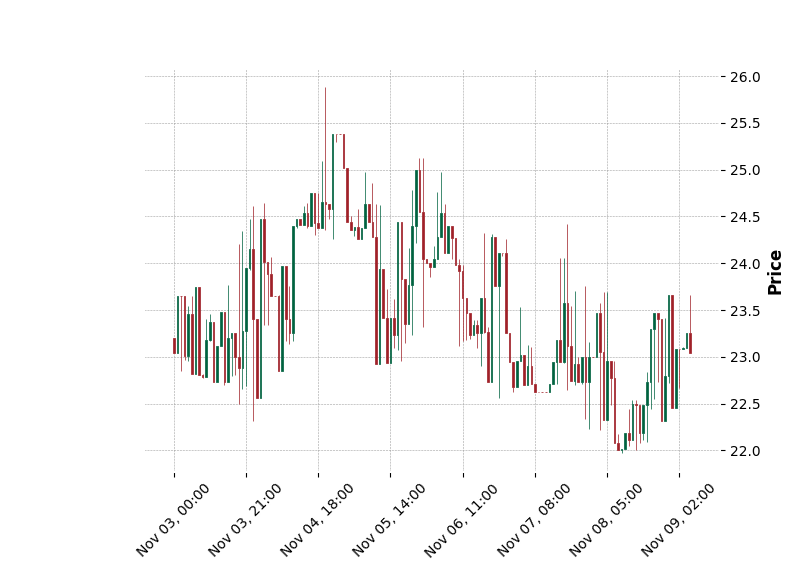 26.0
25.5
25.0
24.5
24.0
23.5
23.0
22.5
22.0
Price
Nov 03, 00:00
Nov 03, 21:00
Nov 04, 18:00
Nov 05, 14:00
Nov 06, 11:00
Nov 07, 08:00
Nov 08, 05:00
Nov 09, 02:00